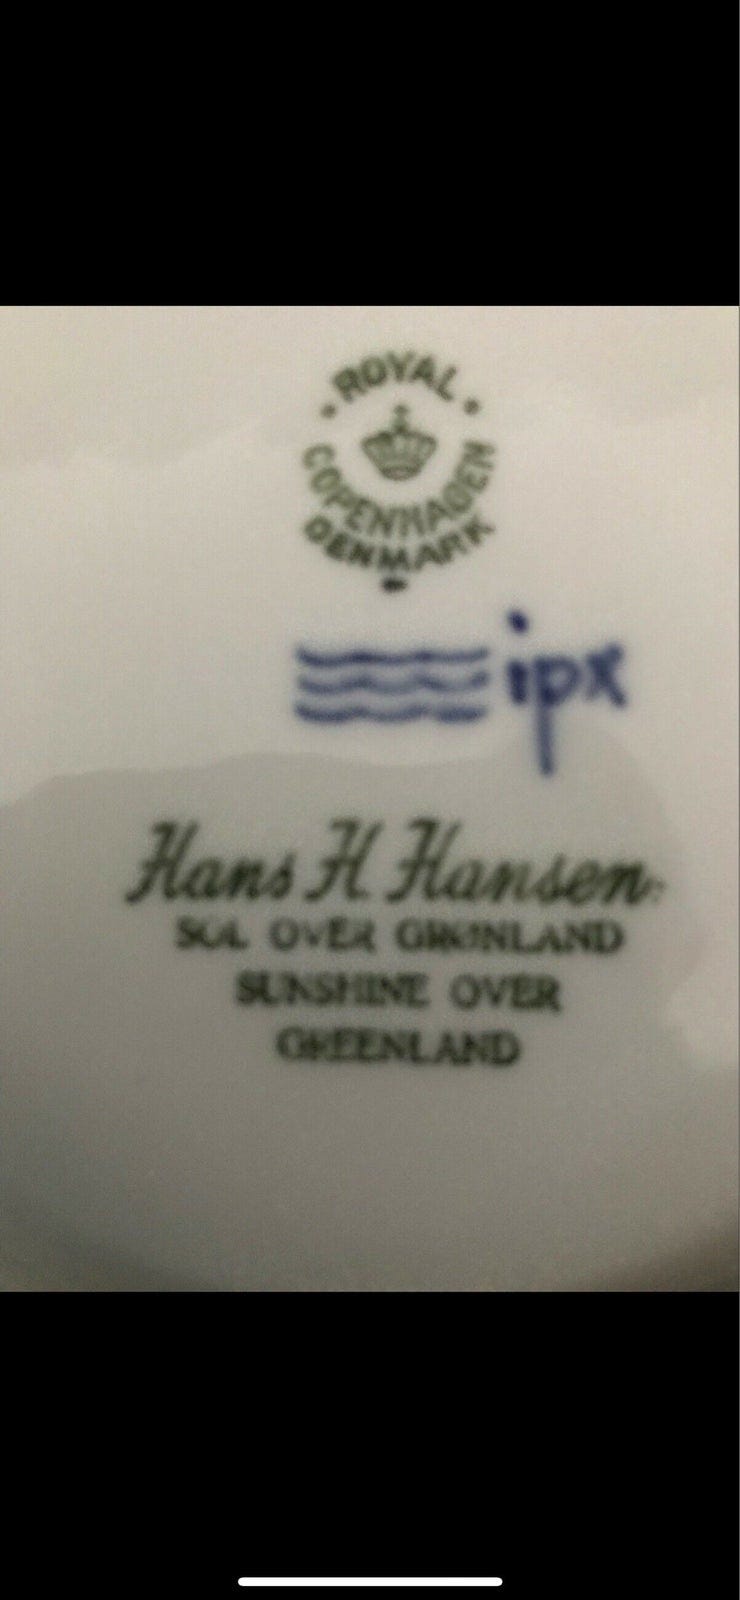 ROYAL
COPENHAGEN
DENMARK
ipx
Hans H. Hansen:
SOL OVER GRØNLAND
SUNSHINE OVER
GREENLAND